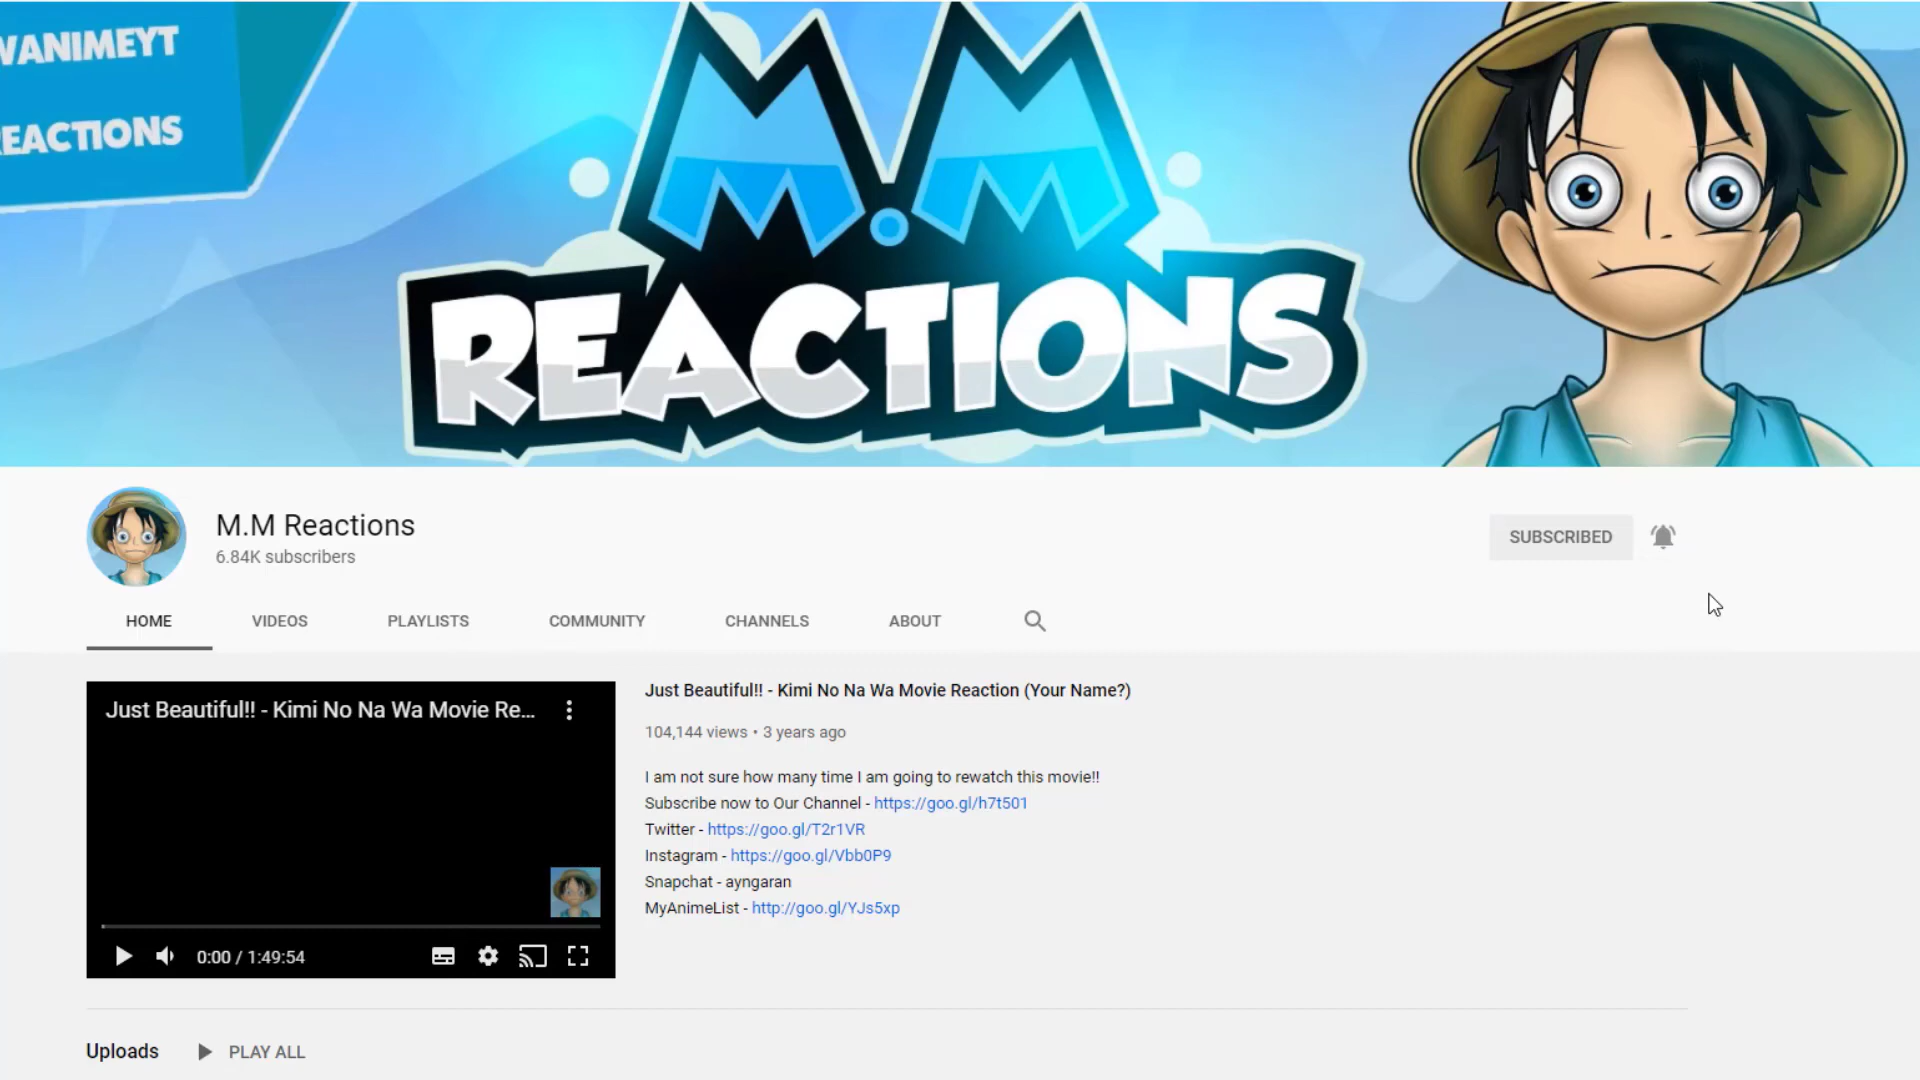 VANIMEYT
REACTIONS
M.M
REACTIONS
M.M Reactions
6.84K subscribers
SUBSCRIBED
HOME VIDEOS PLAYLISTS COMMUNITY CHANNELS ABOUT
Just Beautiful!! - Kimi No Na Wa Movie Re...
Just Beautiful!! - Kimi No Na Wa Movie Reaction (Your Name?)
104,144 views • 3 years ago
I am not sure how many time I am going to rewatch this movie!!
Subscribe now to Our Channel - https://goo.gl/h7t501
Twitter - https://goo.gl/T2r1VR
Instagram - https://goo.gl/Vbb0P9
Snapchat - ayngaran
MyAnimeList - http://goo.gl/YJs5xp
0:00 / 1:49:54
Uploads PLAY ALL